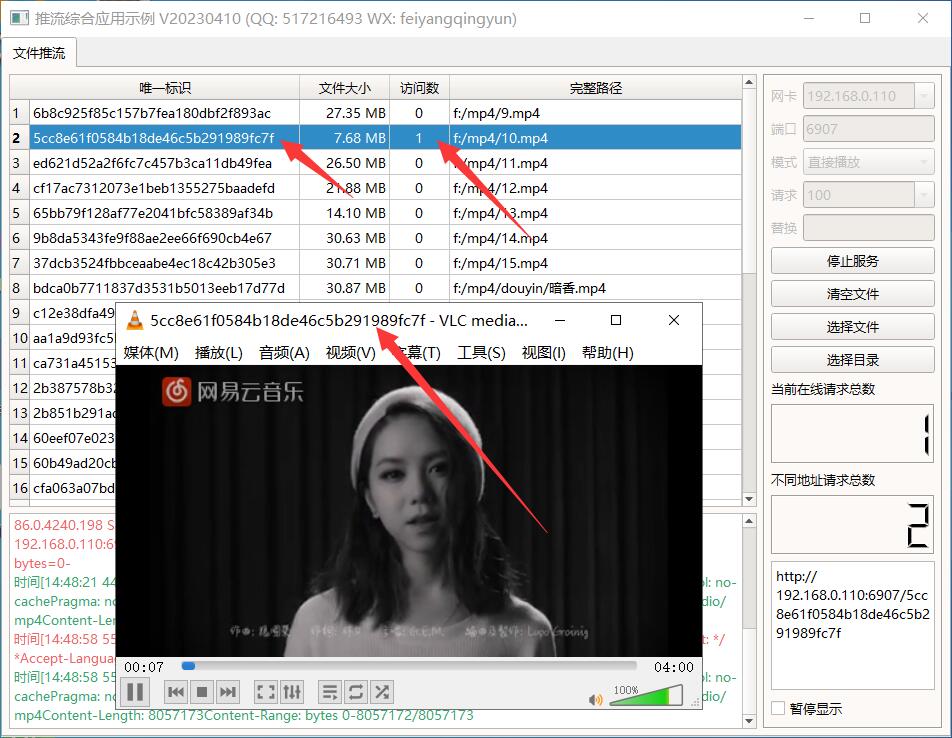 推流综合应用示例 V20230410 (QQ: 517216493 WX: feiyangqingyun)
文件推流
唯一标识 文件大小 访问数 完整路径
1 6b8c925f85c157b7fea180dbf2f893ac 27.35 MB 0 f:/mp4/9.mp4
2 5cc8e61f0584b18de46c5b291989fc7f 7.68 MB 1 f:/mp4/10.mp4
3 ed621d52a2f6fc7c457b3ca11db49fea 26.50 MB 0 f:/mp4/11.mp4
4 cf17ac7312073e1beb1355275baadefd 21.88 MB 0 f:/mp4/12.mp4
5 65bb79f128af77e2041bfc58389af34b 14.10 MB 0 f:/mp4/13.mp4
6 9b8da5343fe9f88ae2ee66f690cb4e67 30.63 MB 0 f:/mp4/14.mp4
7 37dcb3524fbbceaabe4ec18c42b305e3 30.71 MB 0 f:/mp4/15.mp4
8 bdca0b7711837d3531b5013eeb17d77d 30.87 MB 0 f:/mp4/douyin/暗香.mp4
9 c12e38dfa49
10 aa1a9d93fc5
11 ca731a45153
12 2b387578b32
13 2b851b291ad
14 60eef07e023
15 60b49ad20cb
16 cfa063a07bd
5cc8e61f0584b18de46c5b291989fc7f - VLC media...
媒体(M) 播放(L) 音频(A) 视频(V) 字幕(T) 工具(S) 视图(I) 帮助(H)
网易云音乐
00:07 04:00
100%
86.0.4240.198 S
192.168.0.110:6
bytes=0-
时间[14:48:21 44
ol: no-
cachePragma: no
dio/
mp4Content-Len
时间[14:48:58 55
t: */
*Accept-Langua
时间[14:48:58 55
ol: no-
cachePragma: no
dio/
mp4Content-Length: 8057173Content-Range: bytes 0-8057172/8057173
网卡 192.168.0.110
端口 6907
模式 直接播放
请求 100
替换
停止服务
清空文件
选择文件
选择目录
当前在线请求总数
1
不同地址请求总数
2
http://
192.168.0.110:6907/5cc
8e61f0584b18de46c5b2
91989fc7f
暂停显示